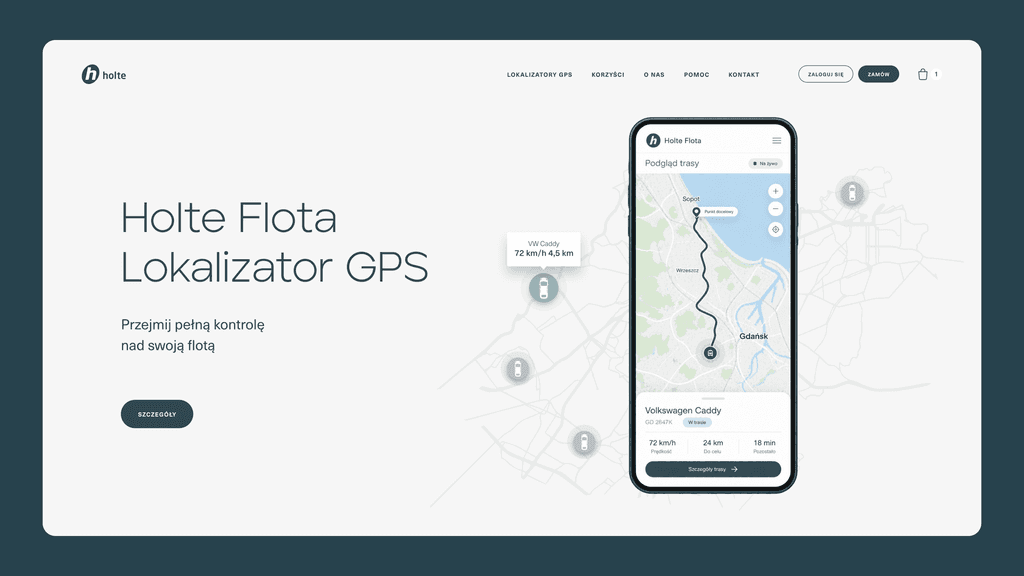 holte
LOKALIZATORY GPS KORZYŚCI O NAS POMOC KONTAKT ZALOGUJ SIĘ ZAMÓW 1
Holte Flota
Lokalizator GPS
Przejmij pełną kontrolę
nad swoją flotą
SZCZEGÓŁY
VW Caddy
72 km/h 4,5 km
Holte Flota
Podgląd trasy
Na żywo
Sopot
Punkt docelowy
Wrzeszcz
Gdańsk
Volkswagen Caddy
GD 2847K W trasie
72 km/h 24 km 18 min
Prędkość Do celu Pozostało
Szczegóły trasy